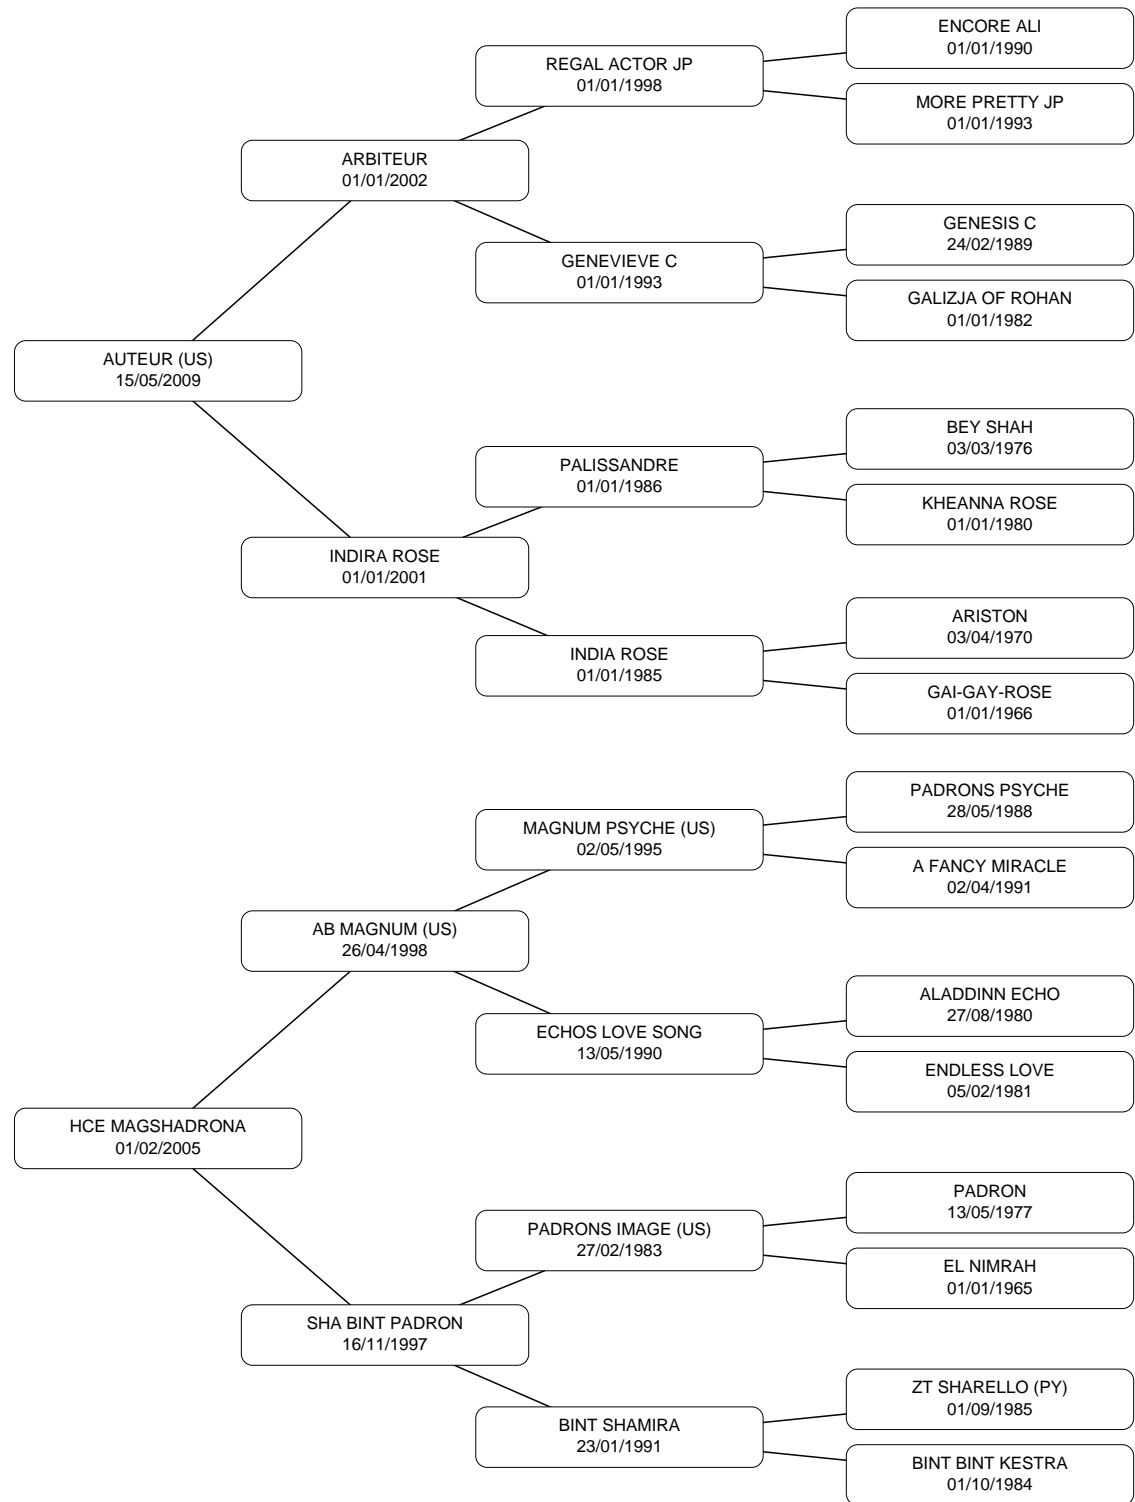 ENCORE ALI
01/01/1990
REGAL ACTOR JP
01/01/1998
MORE PRETTY JP
01/01/1993
ARBITEUR
01/01/2002
GENESIS C
24/02/1989
GENEVIEVE C
01/01/1993
GALIZJA OF ROHAN
01/01/1982
AUTEUR (US)
15/05/2009
BEY SHAH
03/03/1976
PALISSANDRE
01/01/1986
KHEANNA ROSE
01/01/1980
INDIRA ROSE
01/01/2001
ARISTON
03/04/1970
INDIA ROSE
01/01/1985
GAI-GAY-ROSE
01/01/1966
PADRONS PSYCHE
28/05/1988
MAGNUM PSYCHE (US)
02/05/1995
A FANCY MIRACLE
02/04/1991
AB MAGNUM (US)
26/04/1998
ALADDINN ECHO
27/08/1980
ECHOS LOVE SONG
13/05/1990
ENDLESS LOVE
05/02/1981
HCE MAGSHADRONA
01/02/2005
PADRON
13/05/1977
PADRONS IMAGE (US)
27/02/1983
EL NIMRAH
01/01/1965
SHA BINT PADRON
16/11/1997
ZT SHARELLO (PY)
01/09/1985
BINT SHAMIRA
23/01/1991
BINT BINT KESTRA
01/10/1984